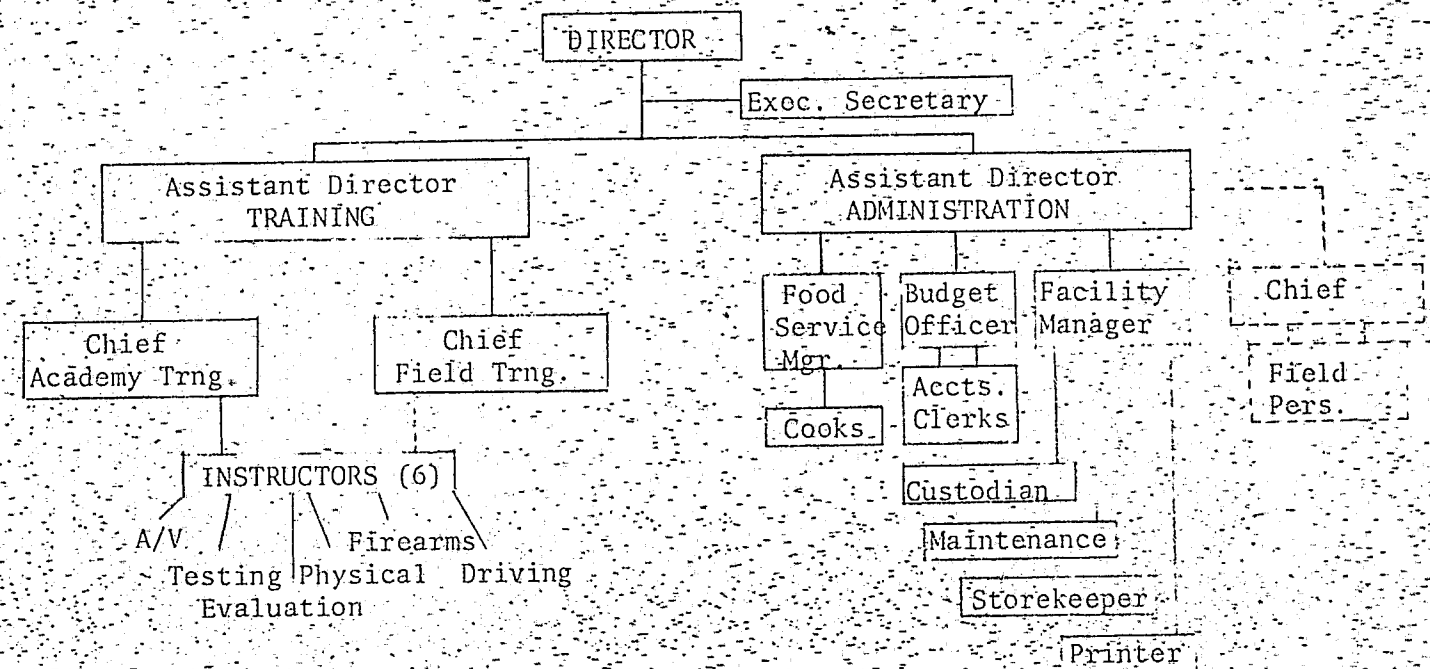 DIRECTOR
Exec. Secretary
Assistant Director
TRAINING
Assistant Director
ADMINISTRATION
Chief
Academy Trng.
Chief
Field Trng.
Food
Service
Mgr.
Budget
Officer
Facility
Manager
Chief
Field
Pers.
Cooks
Accts.
Clerks
INSTRUCTORS (6)
Custodian
A/V
Firearms
Maintenance
Testing Physical Driving
Evaluation
Storekeeper
Printer